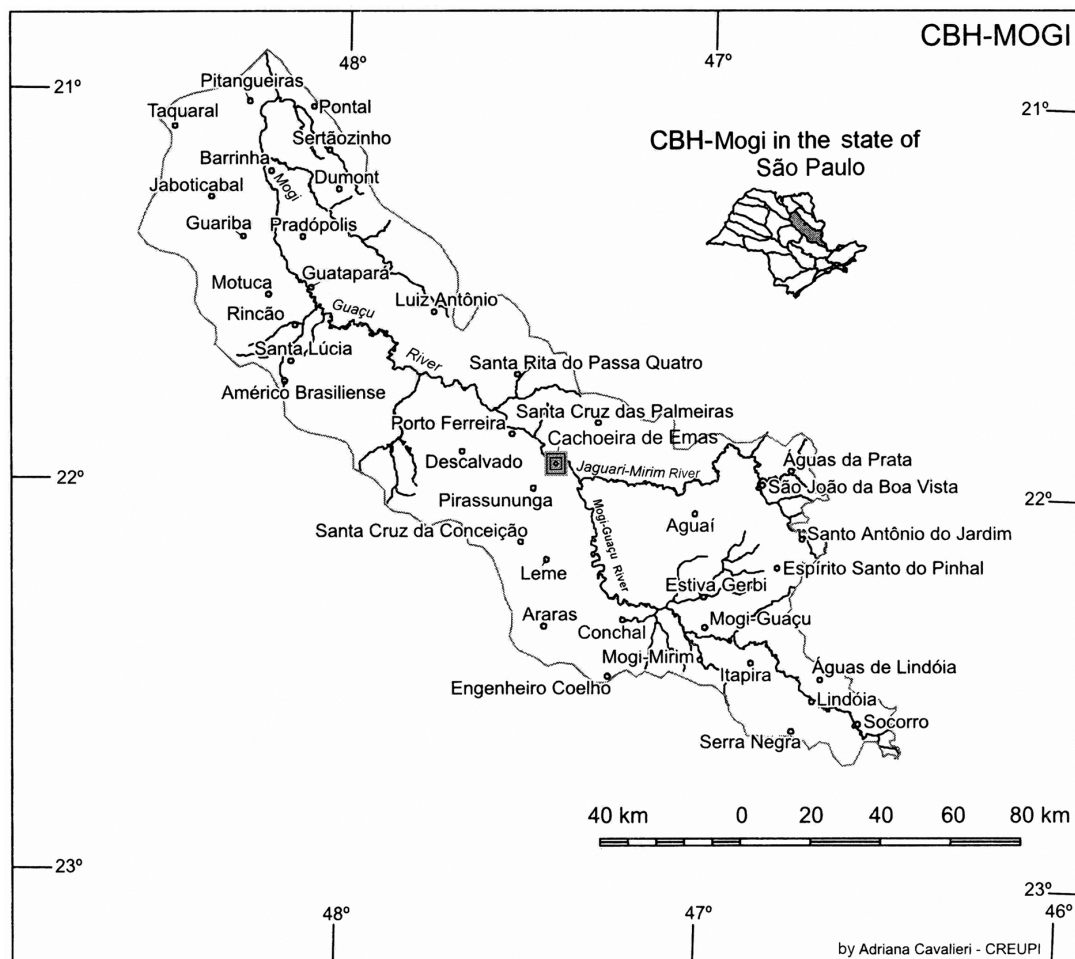 CBH-MOGI
48º
47º
21º
21º
Pitangueiras
Taquaral
Pontal
Sertãozinho
CBH-Mogi in the state of
São Paulo
Barrinha
Mogi
Dumont
Jaboticabal
Guariba
Pradópolis
Motuca
Guatapará
Luiz Antônio
Rincão
Guaçu
Santa Lúcia
River
Santa Rita do Passa Quatro
Américo Brasiliense
Santa Cruz das Palmeiras
Porto Ferreira
Cachoeira de Emas
Descalvado
Jaguari-Mirim River
Águas da Prata
22º
São João da Boa Vista
22º
Pirassununga
Aguaí
Santa Cruz da Conceição
Mogi-Guaçu River
Santo Antônio do Jardim
Leme
Espírito Santo do Pinhal
Estiva Gerbi
Araras
Conchal
Mogi-Guaçu
Mogi-Mirim
Itapira
Águas de Lindóia
Engenheiro Coelho
Lindóia
Socorro
Serra Negra
40 km 0 20 40 60 80 km
23º
23º
48º
47º
46º
by Adriana Cavalieri - CREUPI